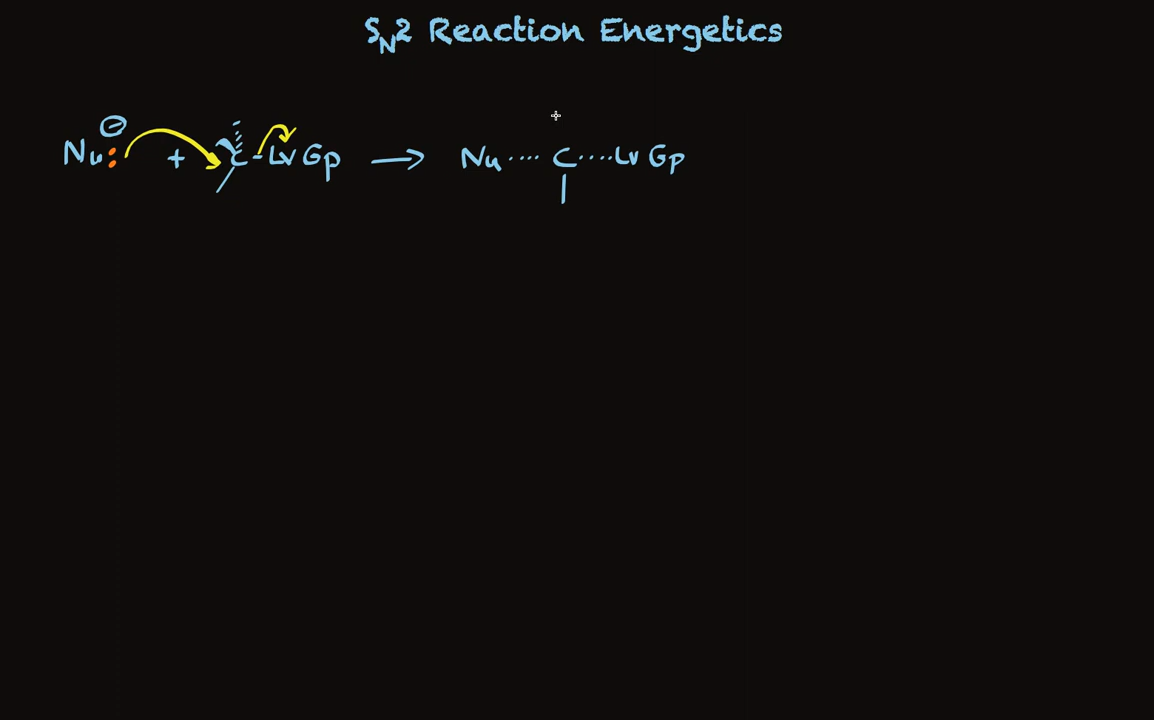 SN2 Reaction Energetics
Nu: ⊖ + C-LvGp → Nu····C····LvGp